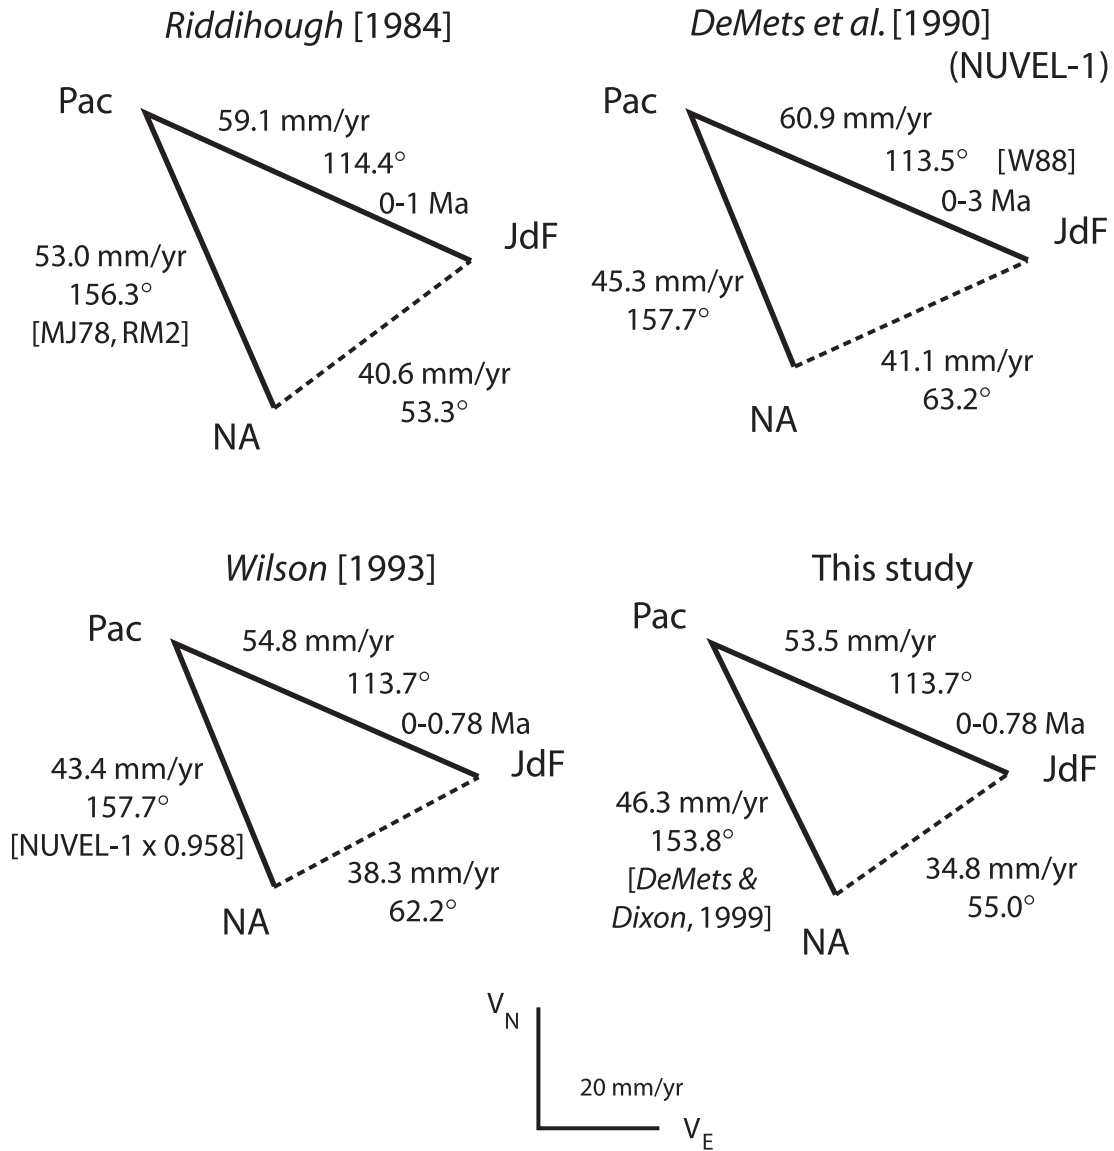 Riddihough [1984]
Pac
59.1 mm/yr
114.4°
0-1 Ma
JdF
53.0 mm/yr
156.3°
[MJ78, RM2]
40.6 mm/yr
53.3°
NA
DeMets et al. [1990]
(NUVEL-1)
Pac
60.9 mm/yr
113.5° [W88]
0-3 Ma
JdF
45.3 mm/yr
157.7°
41.1 mm/yr
63.2°
NA
Wilson [1993]
Pac
54.8 mm/yr
113.7°
0-0.78 Ma
JdF
43.4 mm/yr
157.7°
[NUVEL-1 x 0.958]
38.3 mm/yr
62.2°
NA
This study
Pac
53.5 mm/yr
113.7°
0-0.78 Ma
JdF
46.3 mm/yr
153.8°
[DeMets &
Dixon, 1999]
34.8 mm/yr
55.0°
NA
V_N
20 mm/yr
V_E